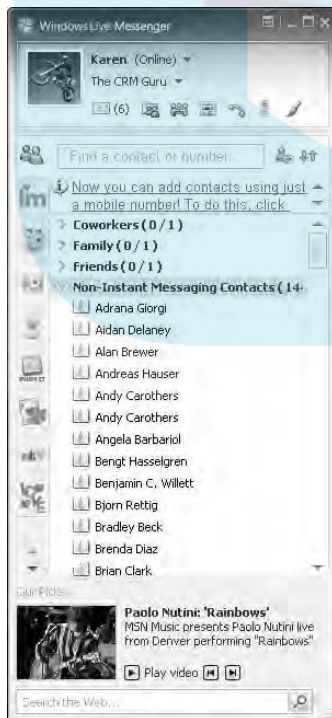 Windows Live Messenger
Karen (Online)
The CRM Guru
(6)
Find a contact or number...
Now you can add contacts using just
a mobile number! To do this, click
Coworkers ( 0 / 1 )
Family ( 0 / 1 )
Friends ( 0 / 1 )
Non-Instant Messaging Contacts ( 14
Adrana Giorgi
Aidan Delaney
Alan Brewer
Andreas Hauser
Andy Carothers
Andy Carothers
Angela Barbariol
Bengt Hasselgren
Benjamin C. Willett
Björn Rettig
Bradley Beck
Brenda Diaz
Brian Clark
Our Picks
Paolo Nutini: 'Rainbows'
MSN Music presents Paolo Nutini live
from Denver performing "Rainbows"
Play video
Search the Web...